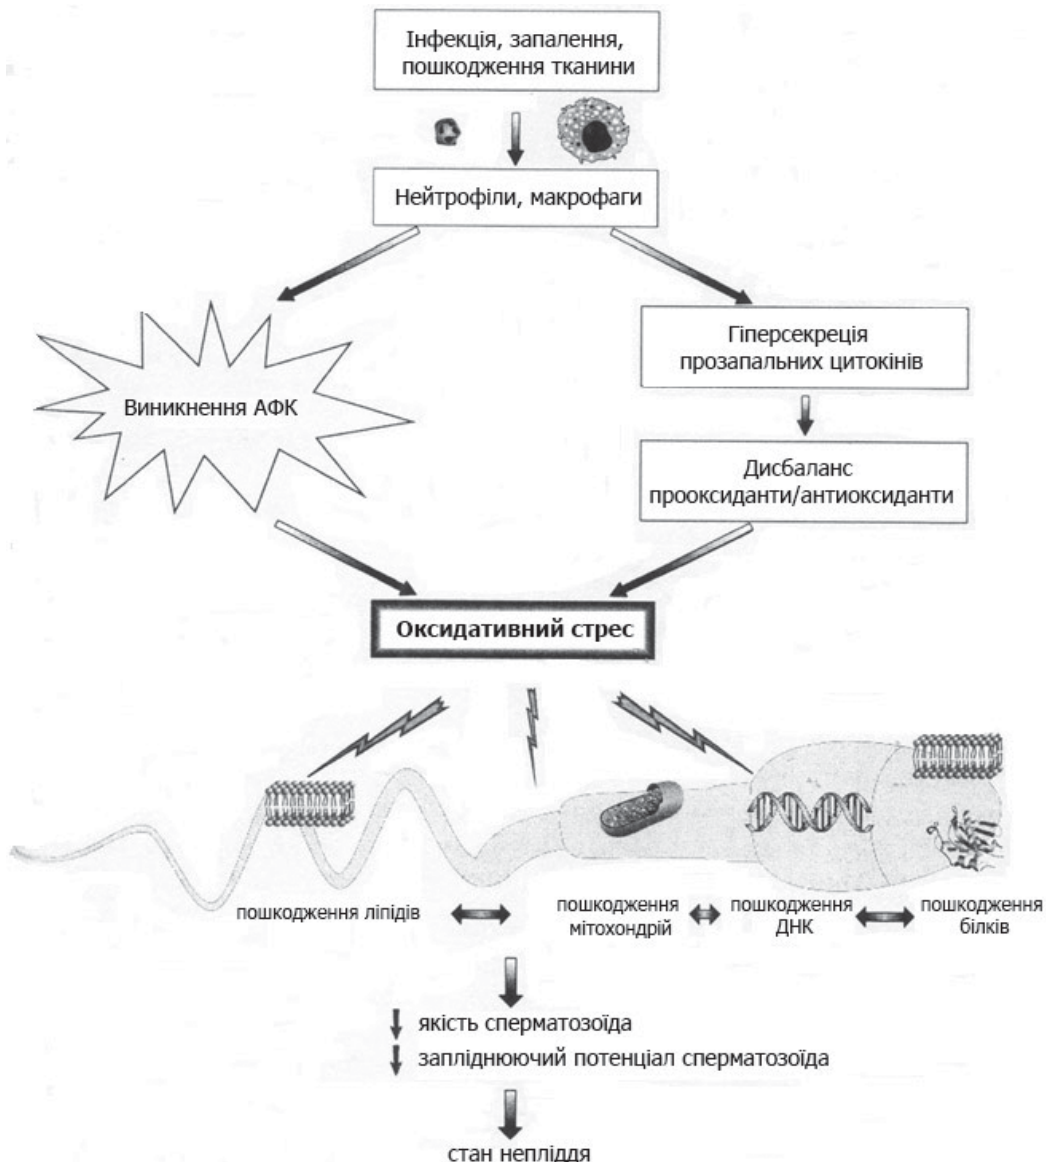 Інфекція, запалення,
пошкодження тканини
Нейтрофіли, макрофаги
Виникнення АФК
Гіперсекреція
прозапальних цитокінів
Дисбаланс
прооксиданти/антиоксиданти
Оксидативний стрес
пошкодження ліпідів
пошкодження
мітохондрій
пошкодження
ДНК
пошкодження
білків
якість сперматозоїда
запліднюючий потенціал сперматозоїда
стан непліддя